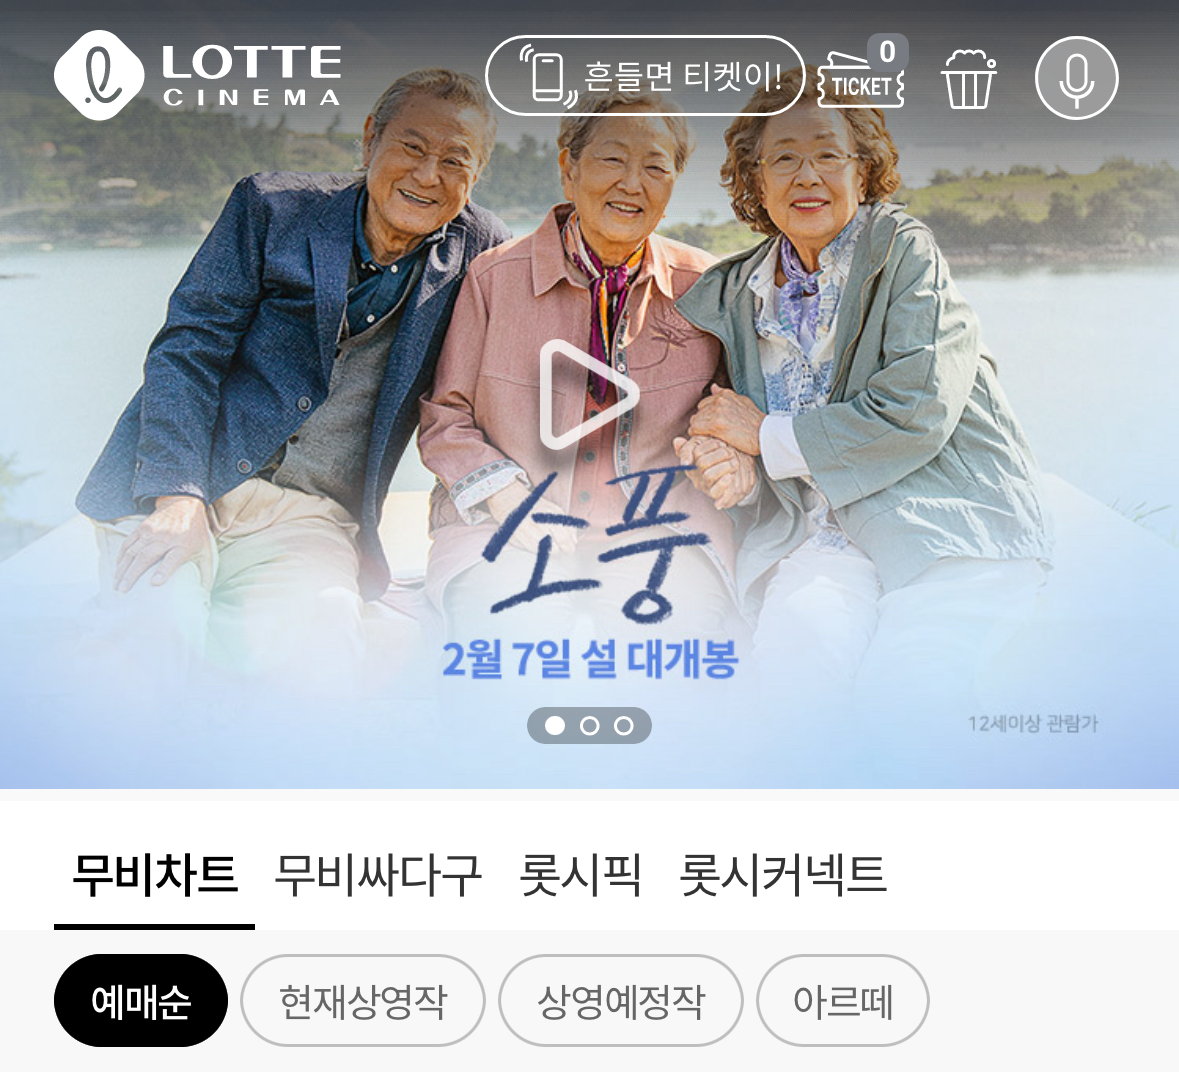 LOTTE
CINEMA
흔들면 티켓이!
TICKET
0
소풍
2월 7일 설 대개봉
12세이상 관람가
무비차트 무비싸다구 롯시픽 롯시커넥트
예매순 현재상영작 상영예정작 아르떼